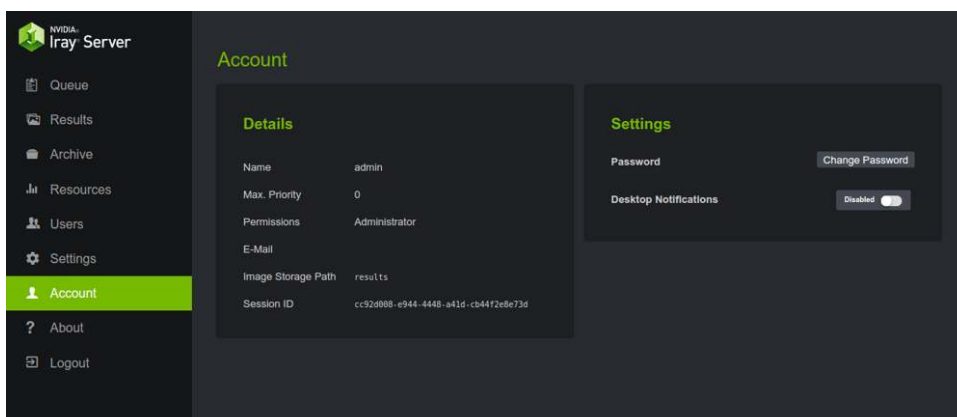 NVIDIA.
Iray® Server
Queue
Results
Archive
Resources
Users
Settings
Account
About
Logout
Account
Details
Name admin
Max. Priority 0
Permissions Administrator
E-Mail
Image Storage Path results
Session ID cc92d008-e944-4448-a41d-cb44f2e8e73d
Settings
Password Change Password
Desktop Notifications Disabled